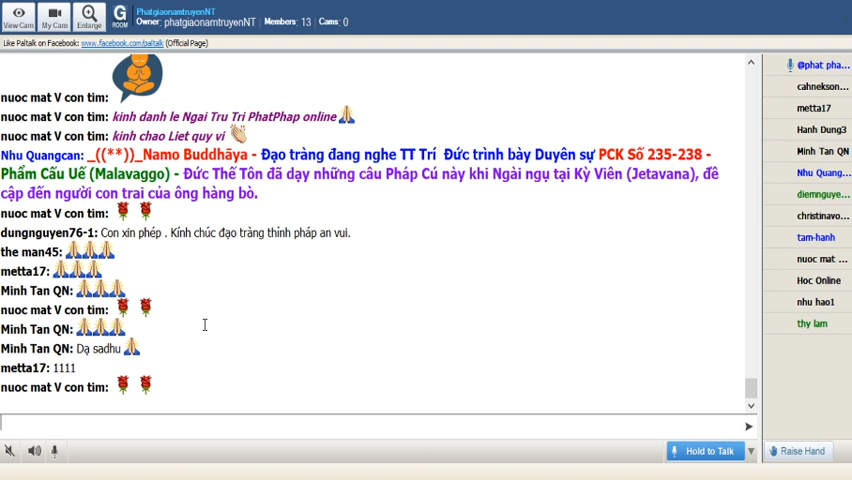 View Cam
My Cam
Enlarge
G
ROOM
PhatgiaonamtruyenNT
Owner: phatgiaonamtruyenNT Members: 13 Cams: 0
Like Paltalk on Facebook: www.facebook.com/paltalk (Official Page)
nuoc mat V con tim:
nuoc mat V con tim: kinh danh le Ngai Tru Tri PhatPhap online
nuoc mat V con tim: kinh chao Liet quy vi
Nhu Quangcan: _((**))_Namo Buddhāya - Đạo tràng đang nghe TT Trí Đức trình bày Duyên sự PCK Số 235-238 -
Phẩm Cấu Uế (Malavaggo) - Đức Thế Tôn đã dạy những câu Pháp Cú này khi Ngài ngụ tại Kỳ Viên (Jetavana), đề
cập đến người con trai của ông hàng bò.
nuoc mat V con tim:
dungnguyen76-1: Con xin phép . Kính chúc đạo tràng thính pháp an vui.
the man45:
metta17:
Minh Tan QN:
nuoc mat V con tim:
Minh Tan QN:
Minh Tan QN: Dạ sadhu
metta17: 1111
nuoc mat V con tim:
@phat pha...
cahnekson...
metta17
Hanh Dung3
Minh Tan QN
Nhu Quang...
diemnguye...
christinavo...
tam-hanh
nuoc mat ...
Hoc Online
nhu hao1
thy lam
Hold to Talk
Raise Hand